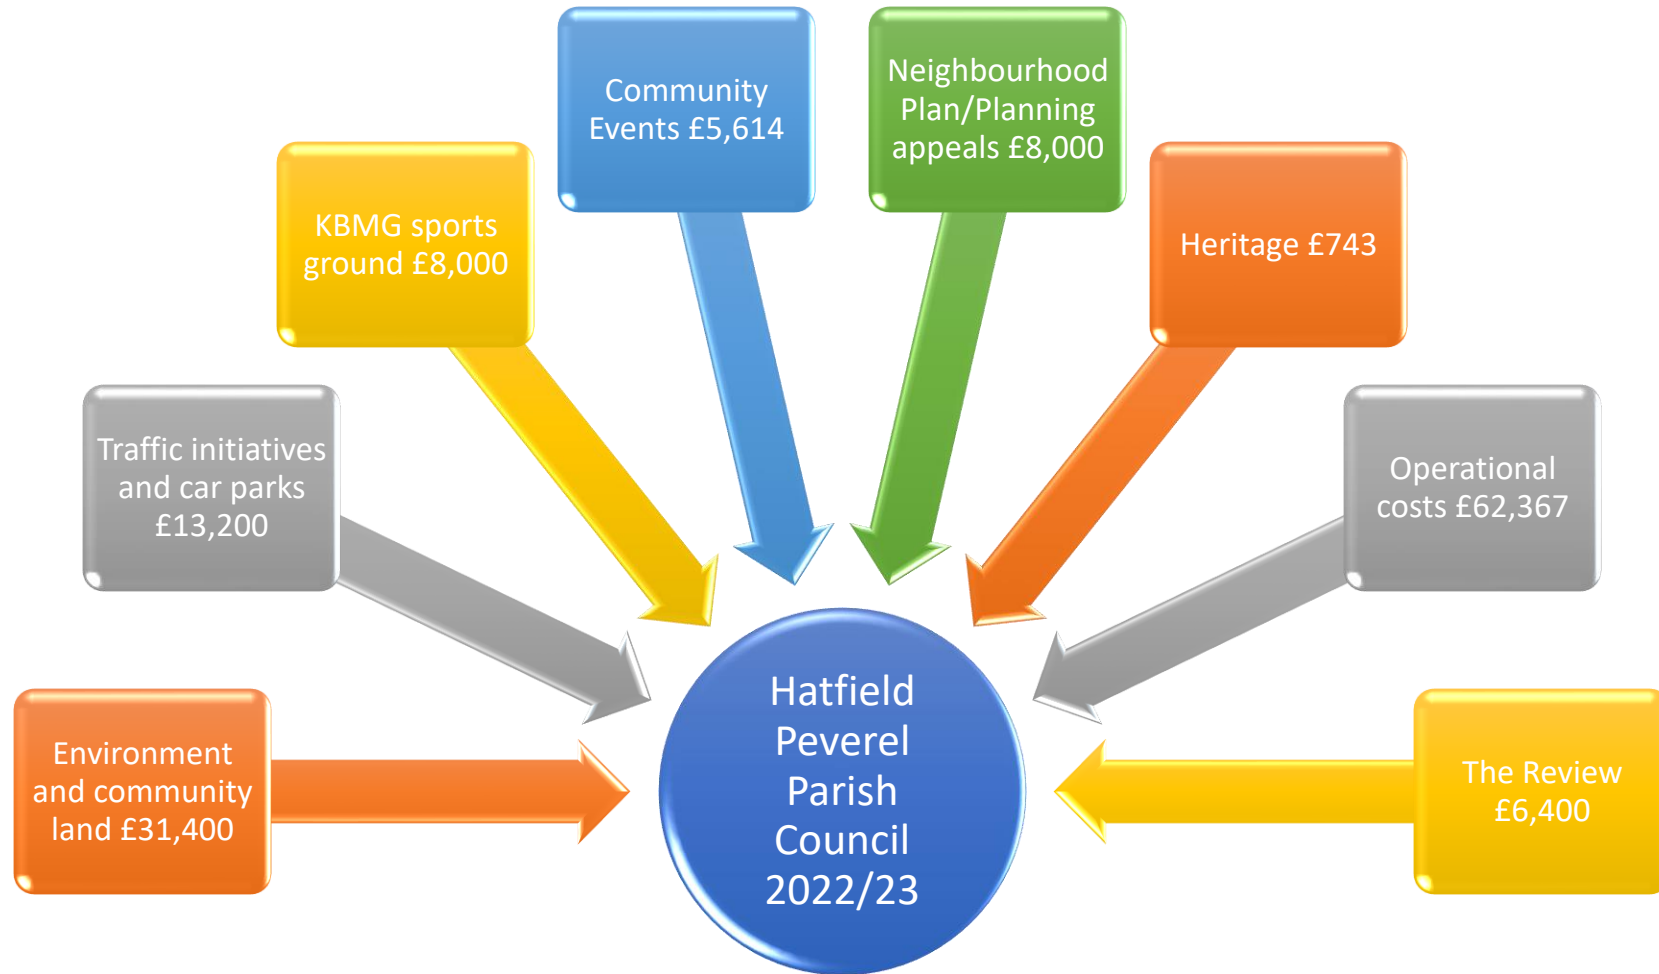 Community
Events £5,614
Neighbourhood
Plan/Planning
appeals £8,000
KBMG sports
ground £8,000
Heritage £743
Traffic initiatives
and car parks
£13,200
Operational
costs £62,367
Environment
and community
land £31,400
Hatfield
Peverel
Parish
Council
2022/23
The Review
£6,400